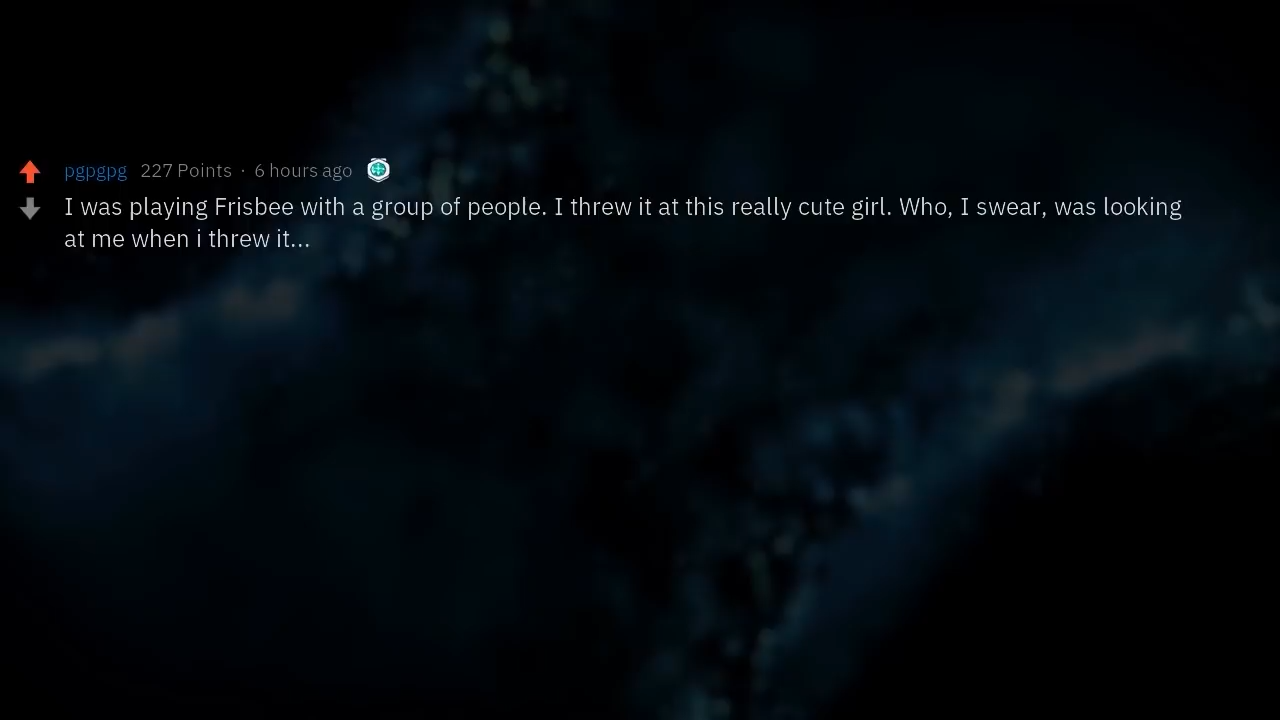 pgpgpg 227 Points · 6 hours ago
I was playing Frisbee with a group of people. I threw it at this really cute girl. Who, I swear, was looking
at me when i threw it...